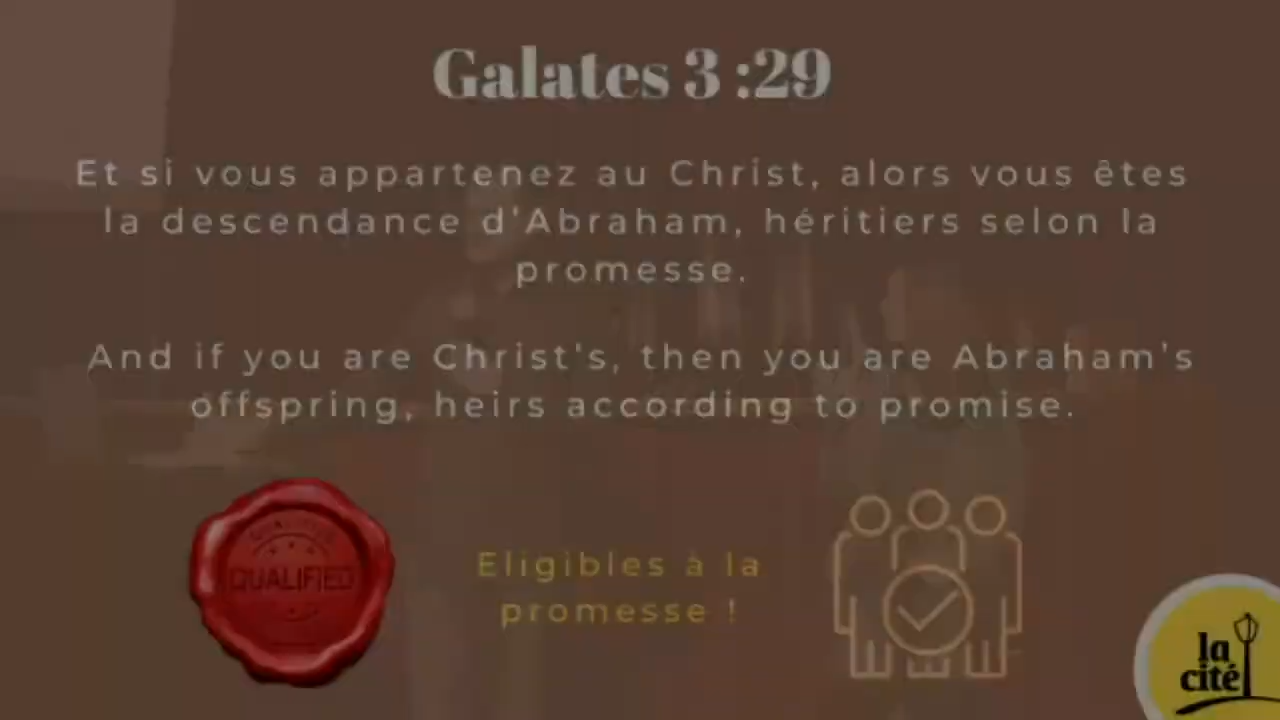 Galates 3 :29
Et si vous appartenez au Christ, alors vous êtes
la descendance d'Abraham, héritiers selon la
promesse.
And if you are Christ's, then you are Abraham's
offspring, heirs according to promise.
QUALIFIED
QUALIFIED
Eligibles à la
promesse !
la
cité